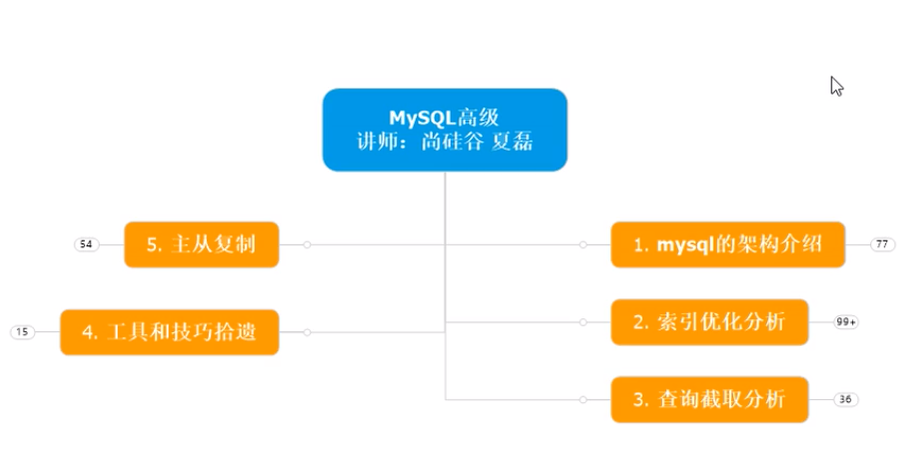 MySQL高级
讲师：尚硅谷 夏磊
54
5. 主从复制
1. mysql的架构介绍
77
15
4. 工具和技巧拾遗
2. 索引优化分析
99+
3. 查询截取分析
36